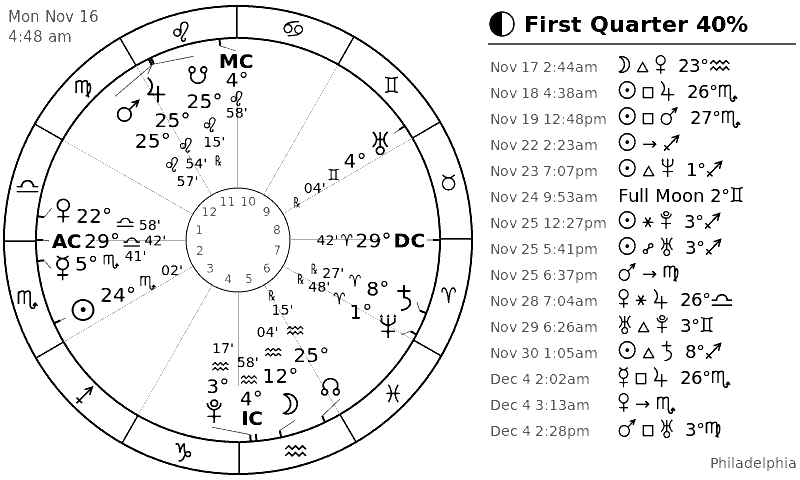 Mon Nov 16
4:48 am
♌ ♋ ♊ ♉ ♈ ♓ ♒ ♑ ♐ ♏ ♎ ♍
MC 4° ♌ 58'
☋ 25° ♌ 15' ℞
♃ 25° ♌ 54'
♂ 25° ♌ 57'
♅ 4° ♊ 04' ℞
♀ 22° ♎ 58'
AC 29° ♎ 42'
☿ 5° ♏ 41'
☉ 24° ♏ 02'
42' ♈ 29° DC
♄ 8° ♈ 27' ℞
♆ 1° ♈ 48' ℞
☊ 25° ♒ 15' ℞
☽ 12° ♒ 04'
IC 4° ♒ 58'
♇ 3° ♒ 17'
1 2 3 4 5 6 7 8 9 10 11 12
First Quarter 40%
Nov 17 2:44am ☽ △ ♀ 23°♒
Nov 18 4:38am ☉ □ ♃ 26°♏
Nov 19 12:48pm ☉ □ ♂ 27°♏
Nov 22 2:23am ☉ → ♐
Nov 23 7:07pm ☉ △ ♆ 1°♐
Nov 24 9:53am Full Moon 2°♊
Nov 25 12:27pm ☉ ⚹ ♇ 3°♐
Nov 25 5:41pm ☉ ☍ ♅ 3°♐
Nov 25 6:37pm ♂ → ♍
Nov 28 7:04am ♀ ⚹ ♃ 26°♎
Nov 29 6:26am ♅ △ ♇ 3°♊
Nov 30 1:05am ☉ △ ♄ 8°♐
Dec 4 2:02am ☿ □ ♃ 26°♏
Dec 4 3:13am ♀ → ♏
Dec 4 2:28pm ♂ □ ♅ 3°♍
Philadelphia